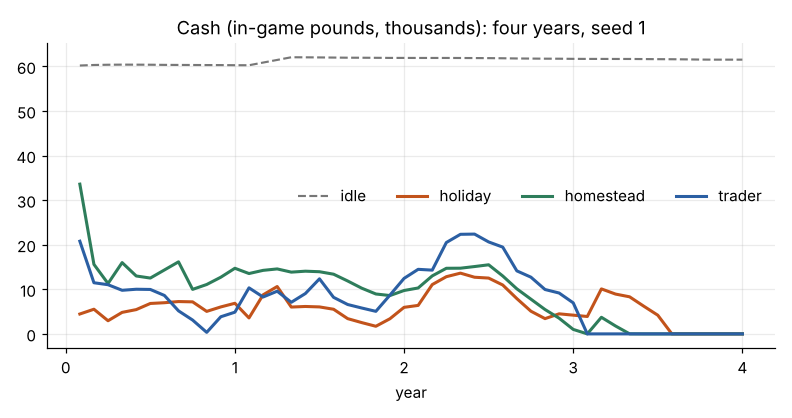 Cash (in-game pounds, thousands): four years, seed 1
60
50
40
30
20
10
0
idle holiday homestead trader
0 1 2 3 4
year